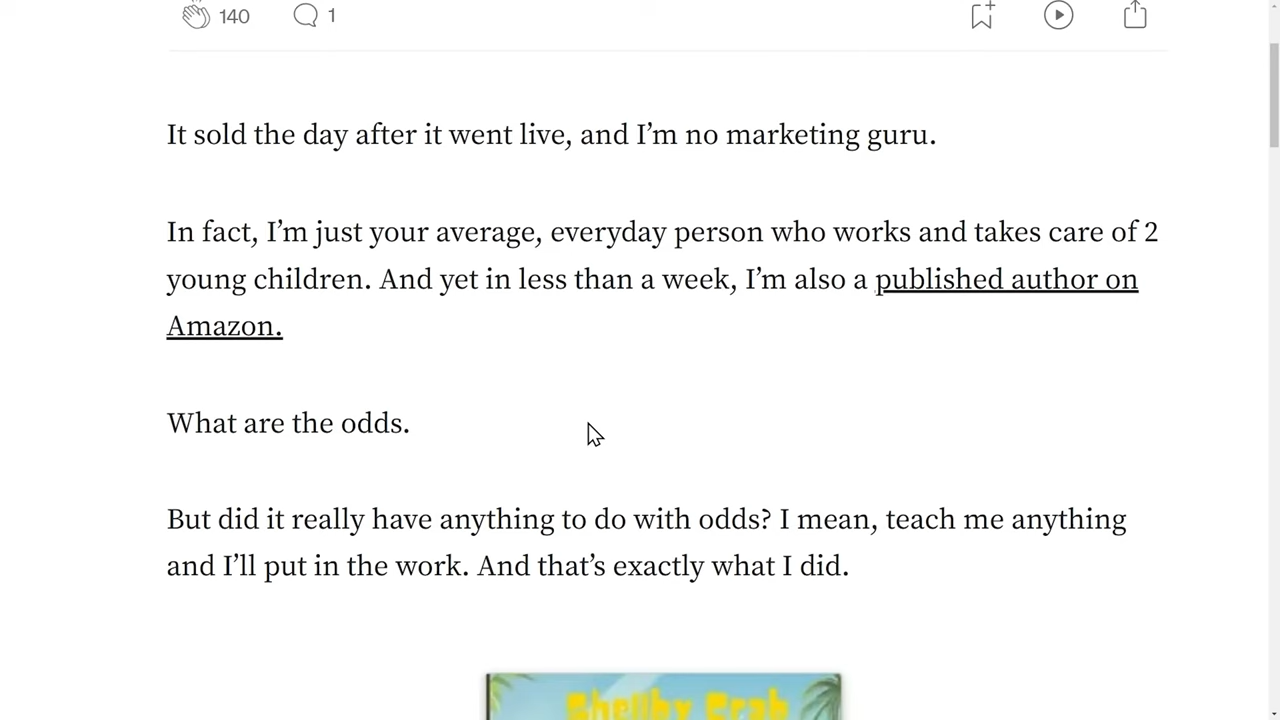 140 1
It sold the day after it went live, and I’m no marketing guru.
In fact, I’m just your average, everyday person who works and takes care of 2
young children. And yet in less than a week, I’m also a published author on
Amazon.
What are the odds.
But did it really have anything to do with odds? I mean, teach me anything
and I’ll put in the work. And that’s exactly what I did.
Shelby Crab